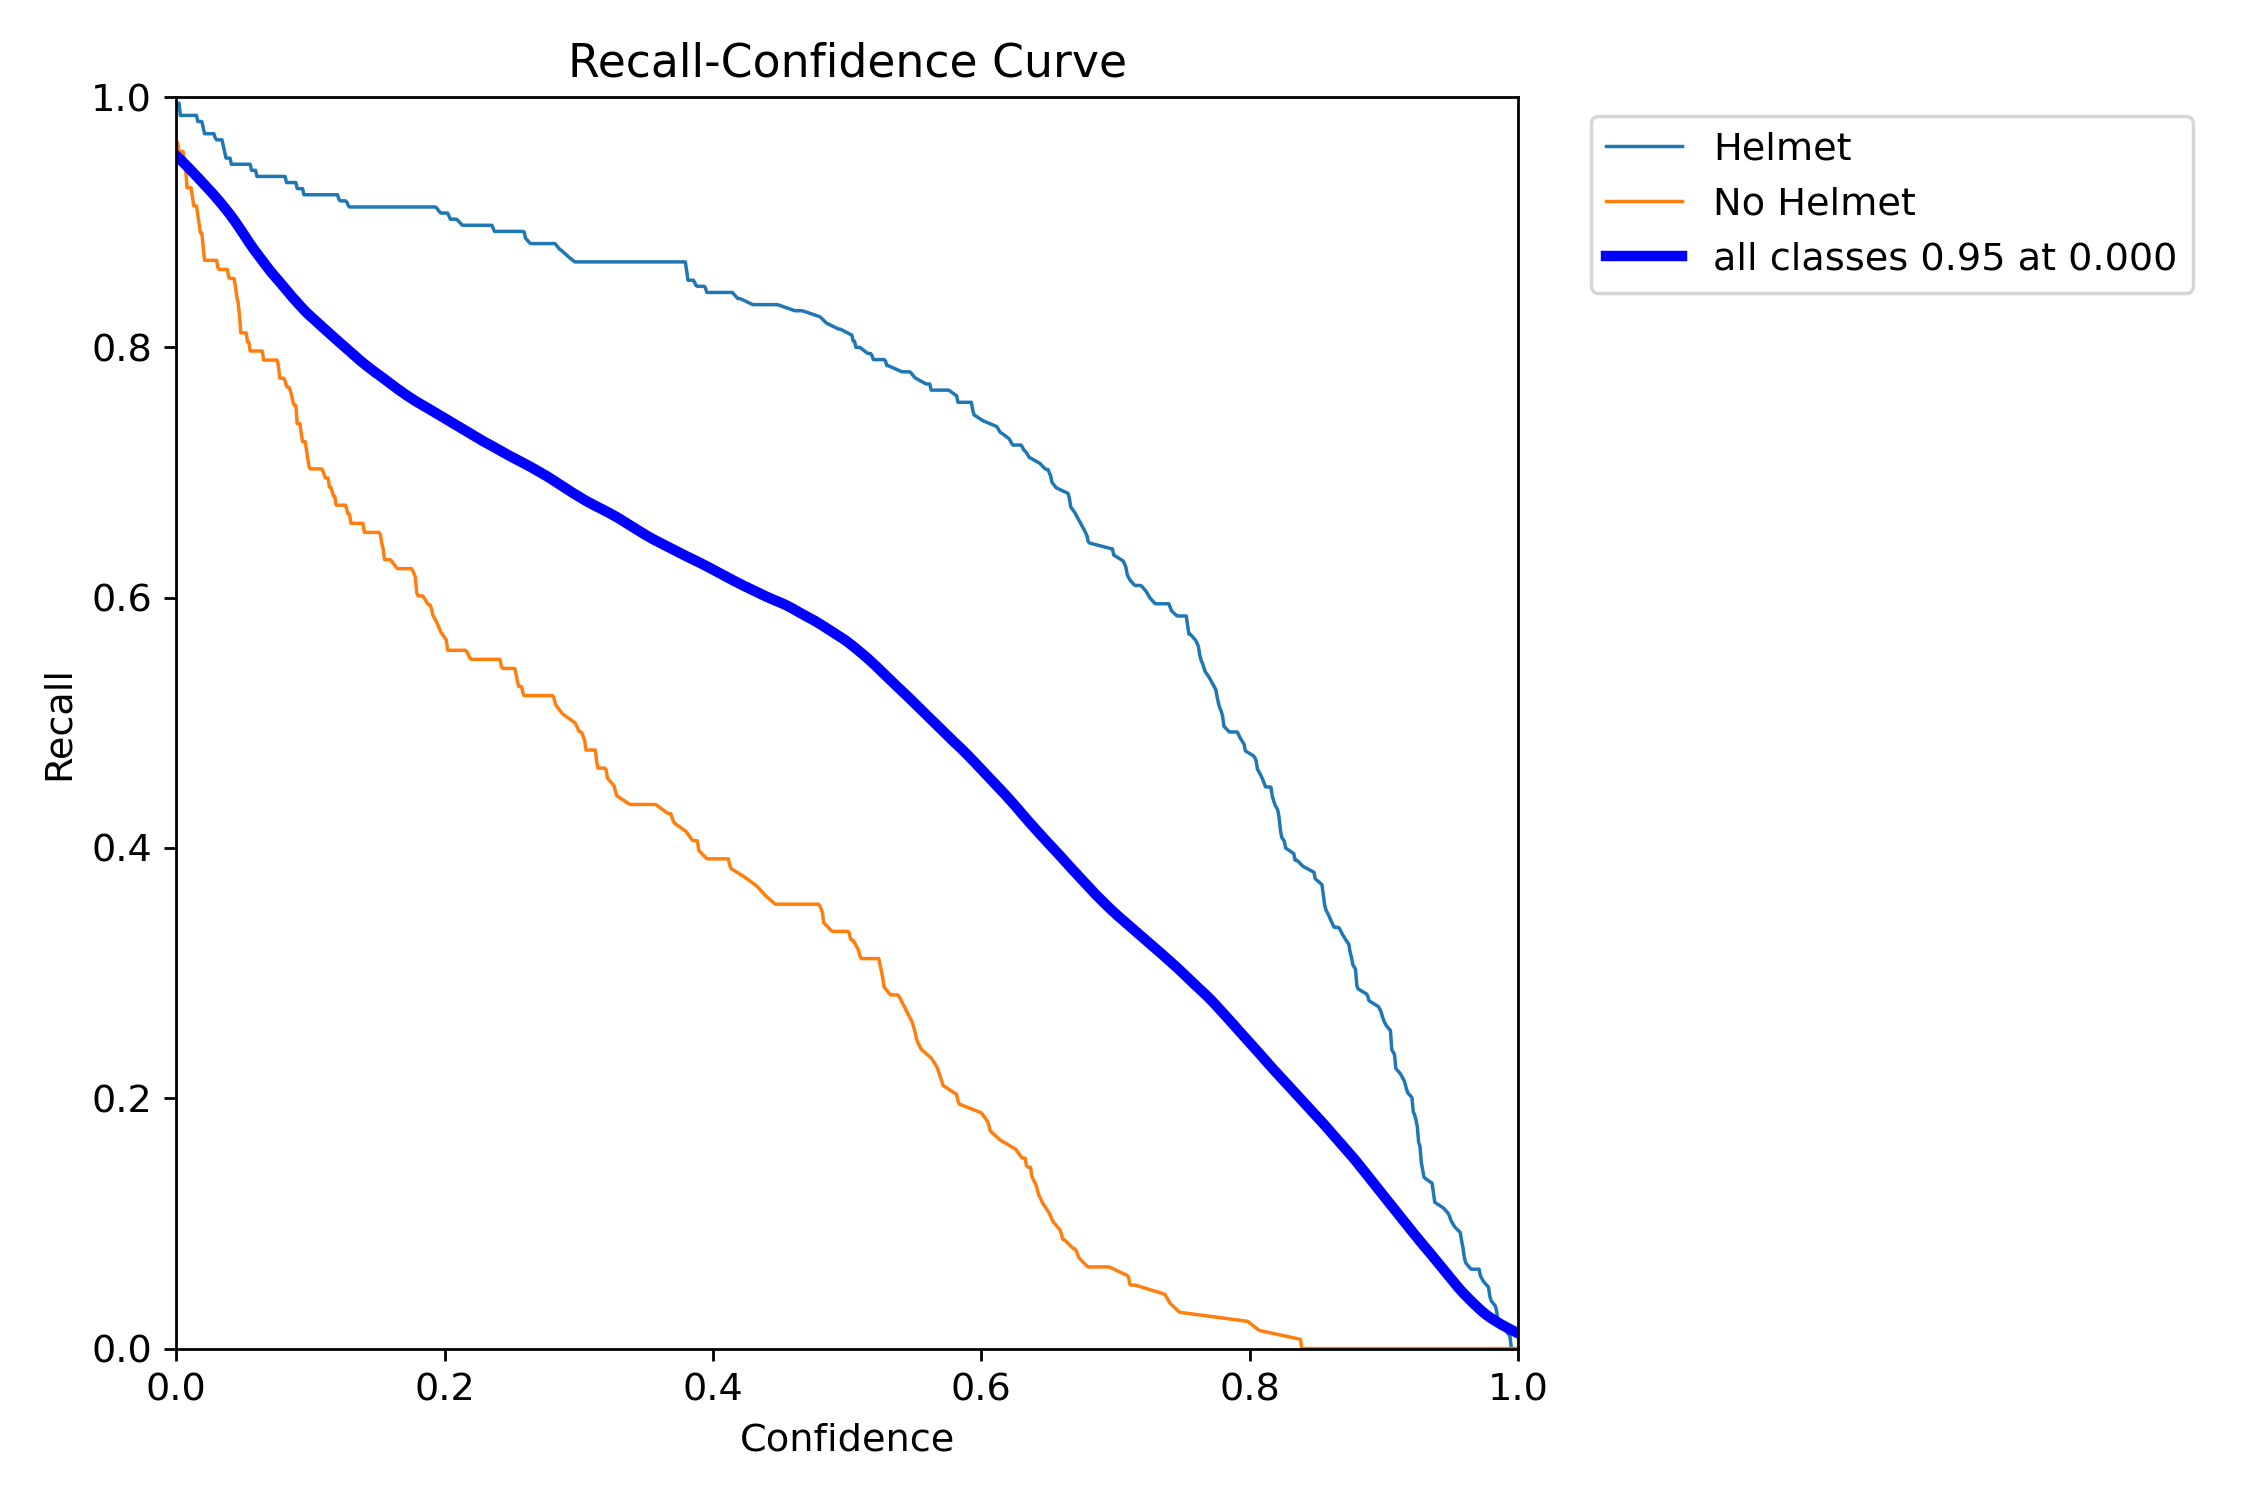 Recall-Confidence Curve
1.0
0.8
0.6
0.4
0.2
0.0
Recall
0.0 0.2 0.4 0.6 0.8 1.0
Confidence
Helmet
No Helmet
all classes 0.95 at 0.000